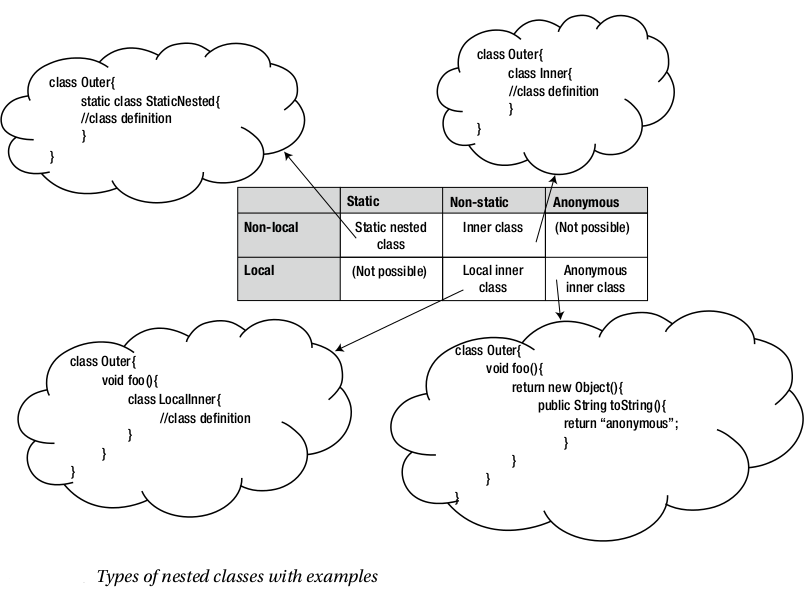 class Outer{
static class StaticNested{
//class definition
}
}
class Outer{
class Inner{
//class definition
}
}
Static Non-static Anonymous
Non-local Static nested class Inner class (Not possible)
Local (Not possible) Local inner class Anonymous inner class
class Outer{
void foo(){
class LocalInner{
//class definition
}
}
}
class Outer{
void foo(){
return new Object(){
public String toString(){
return “anonymous”;
}
}
}
}
Types of nested classes with examples